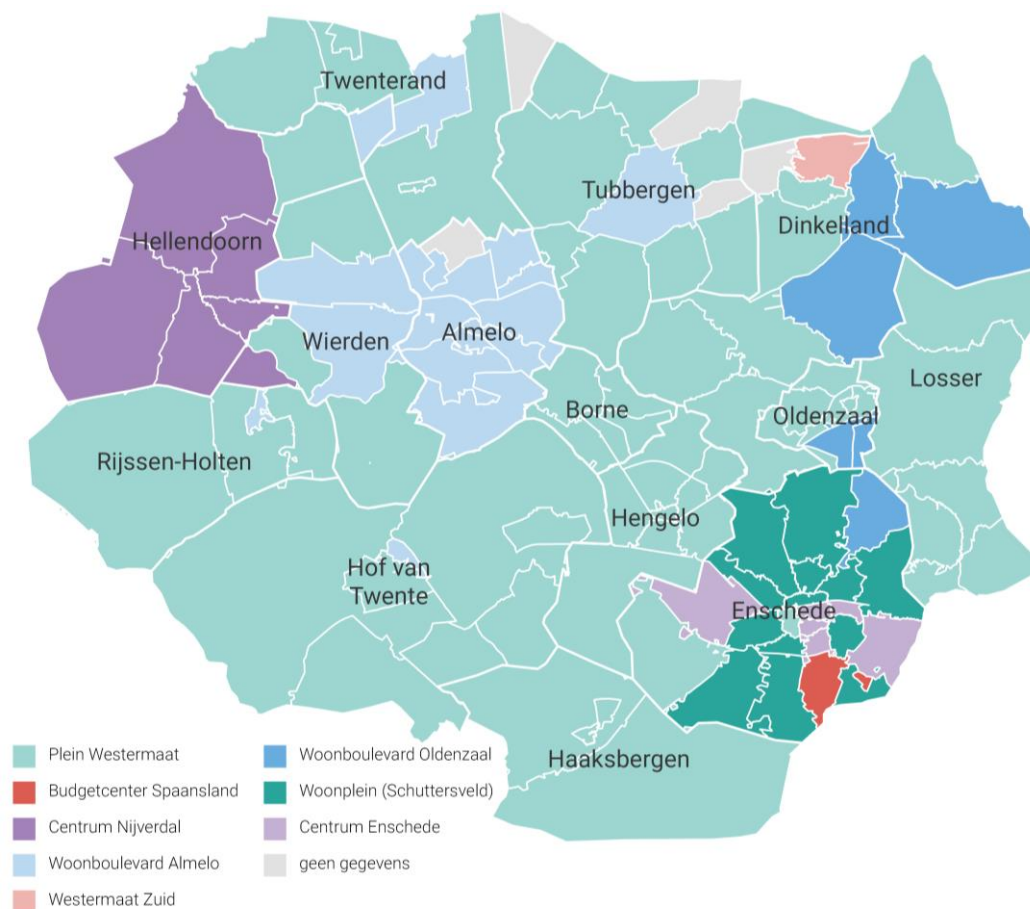 Twenterand
Tubbergen
Dinkelland
Hellendoorn
Wierden
Almelo
Losser
Borne
Oldenzaal
Rijssen-Holten
Hengelo
Hof van
Twente
Enschede
Haaksbergen
Plein Westermaat
Budgetcenter Spaansland
Centrum Nijverdal
Woonboulevard Almelo
Westermaat Zuid
Woonboulevard Oldenzaal
Woonplein (Schuttersveld)
Centrum Enschede
geen gegevens